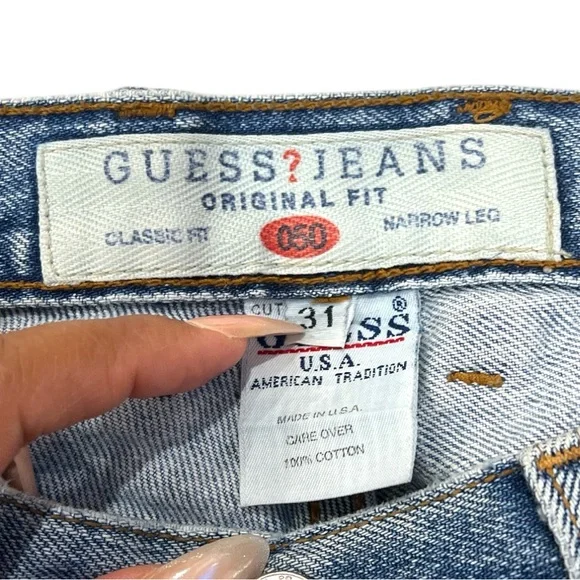 GUESS?JEANS
ORIGINAL FIT
CLASSIC FIT 050 NARROW LEG
CUT 31
®
U.S.A.
AMERICAN TRADITION
MADE IN U.S.A.
CARE OVER
100% COTTON